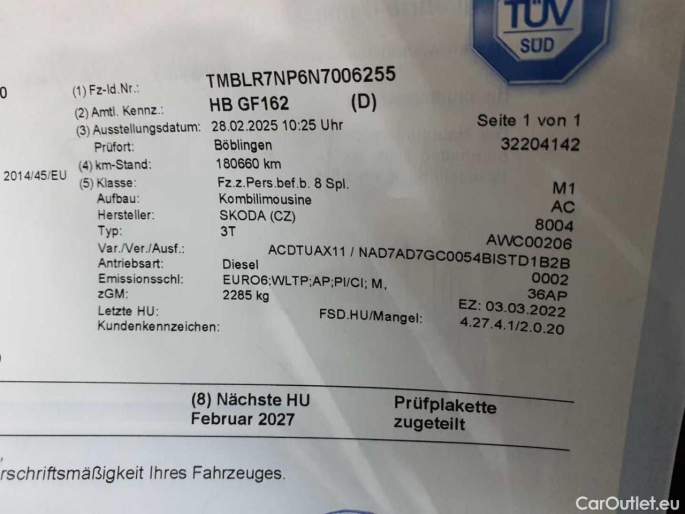 TÜV
SÜD
0 (1) Fz-Id.Nr.: TMBLR7NP6N7006255
(2) Amtl. Kennz.: HB GF162 (D) Seite 1 von 1
(3) Ausstellungsdatum: 28.02.2025 10:25 Uhr 32204142
Prüfort: Böblingen
2014/45/EU (4) km-Stand: 180660 km
(5) Klasse: Fz.z.Pers.bef.b. 8 Spl. M1
Aufbau: Kombilimousine AC
Hersteller: SKODA (CZ) 8004
Typ: 3T AWC00206
Var./Ver./Ausf.: ACDTUAX11 / NAD7AD7GC0054BISTD1B2B
Antriebsart: Diesel 0002
Emissionsschl: EURO6;WLTP;AP;PI/CI; M, 36AP
zGM: 2285 kg EZ: 03.03.2022
Letzte HU: FSD.HU/Mangel: 4.27.4.1/2.0.20
Kundenkennzeichen:
(8) Nächste HU Prüfplakette
Februar 2027 zugeteilt
rschriftsmäßigkeit Ihres Fahrzeuges.
CarOutlet.eu